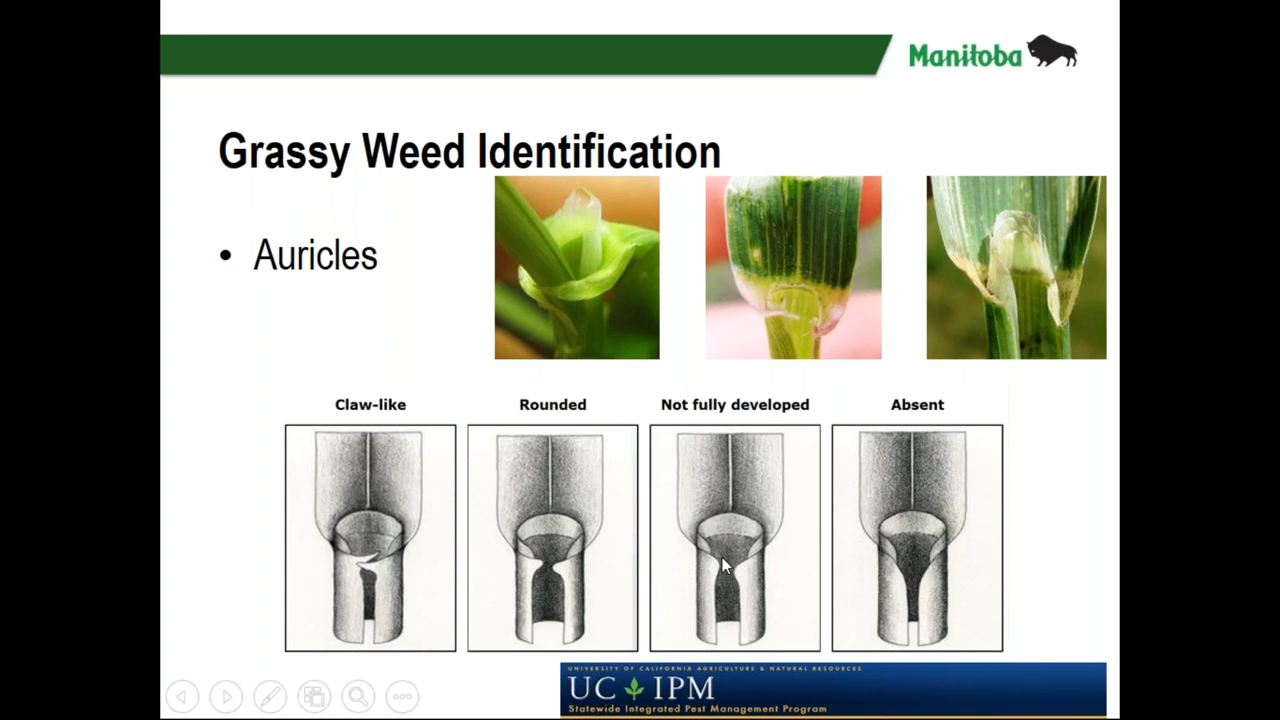 Manitoba
Grassy Weed Identification
• Auricles
Claw-like
Rounded
Not fully developed
Absent
UNIVERSITY OF CALIFORNIA AGRICULTURE & NATURAL RESOURCES
UC IPM
Statewide Integrated Pest Management Program